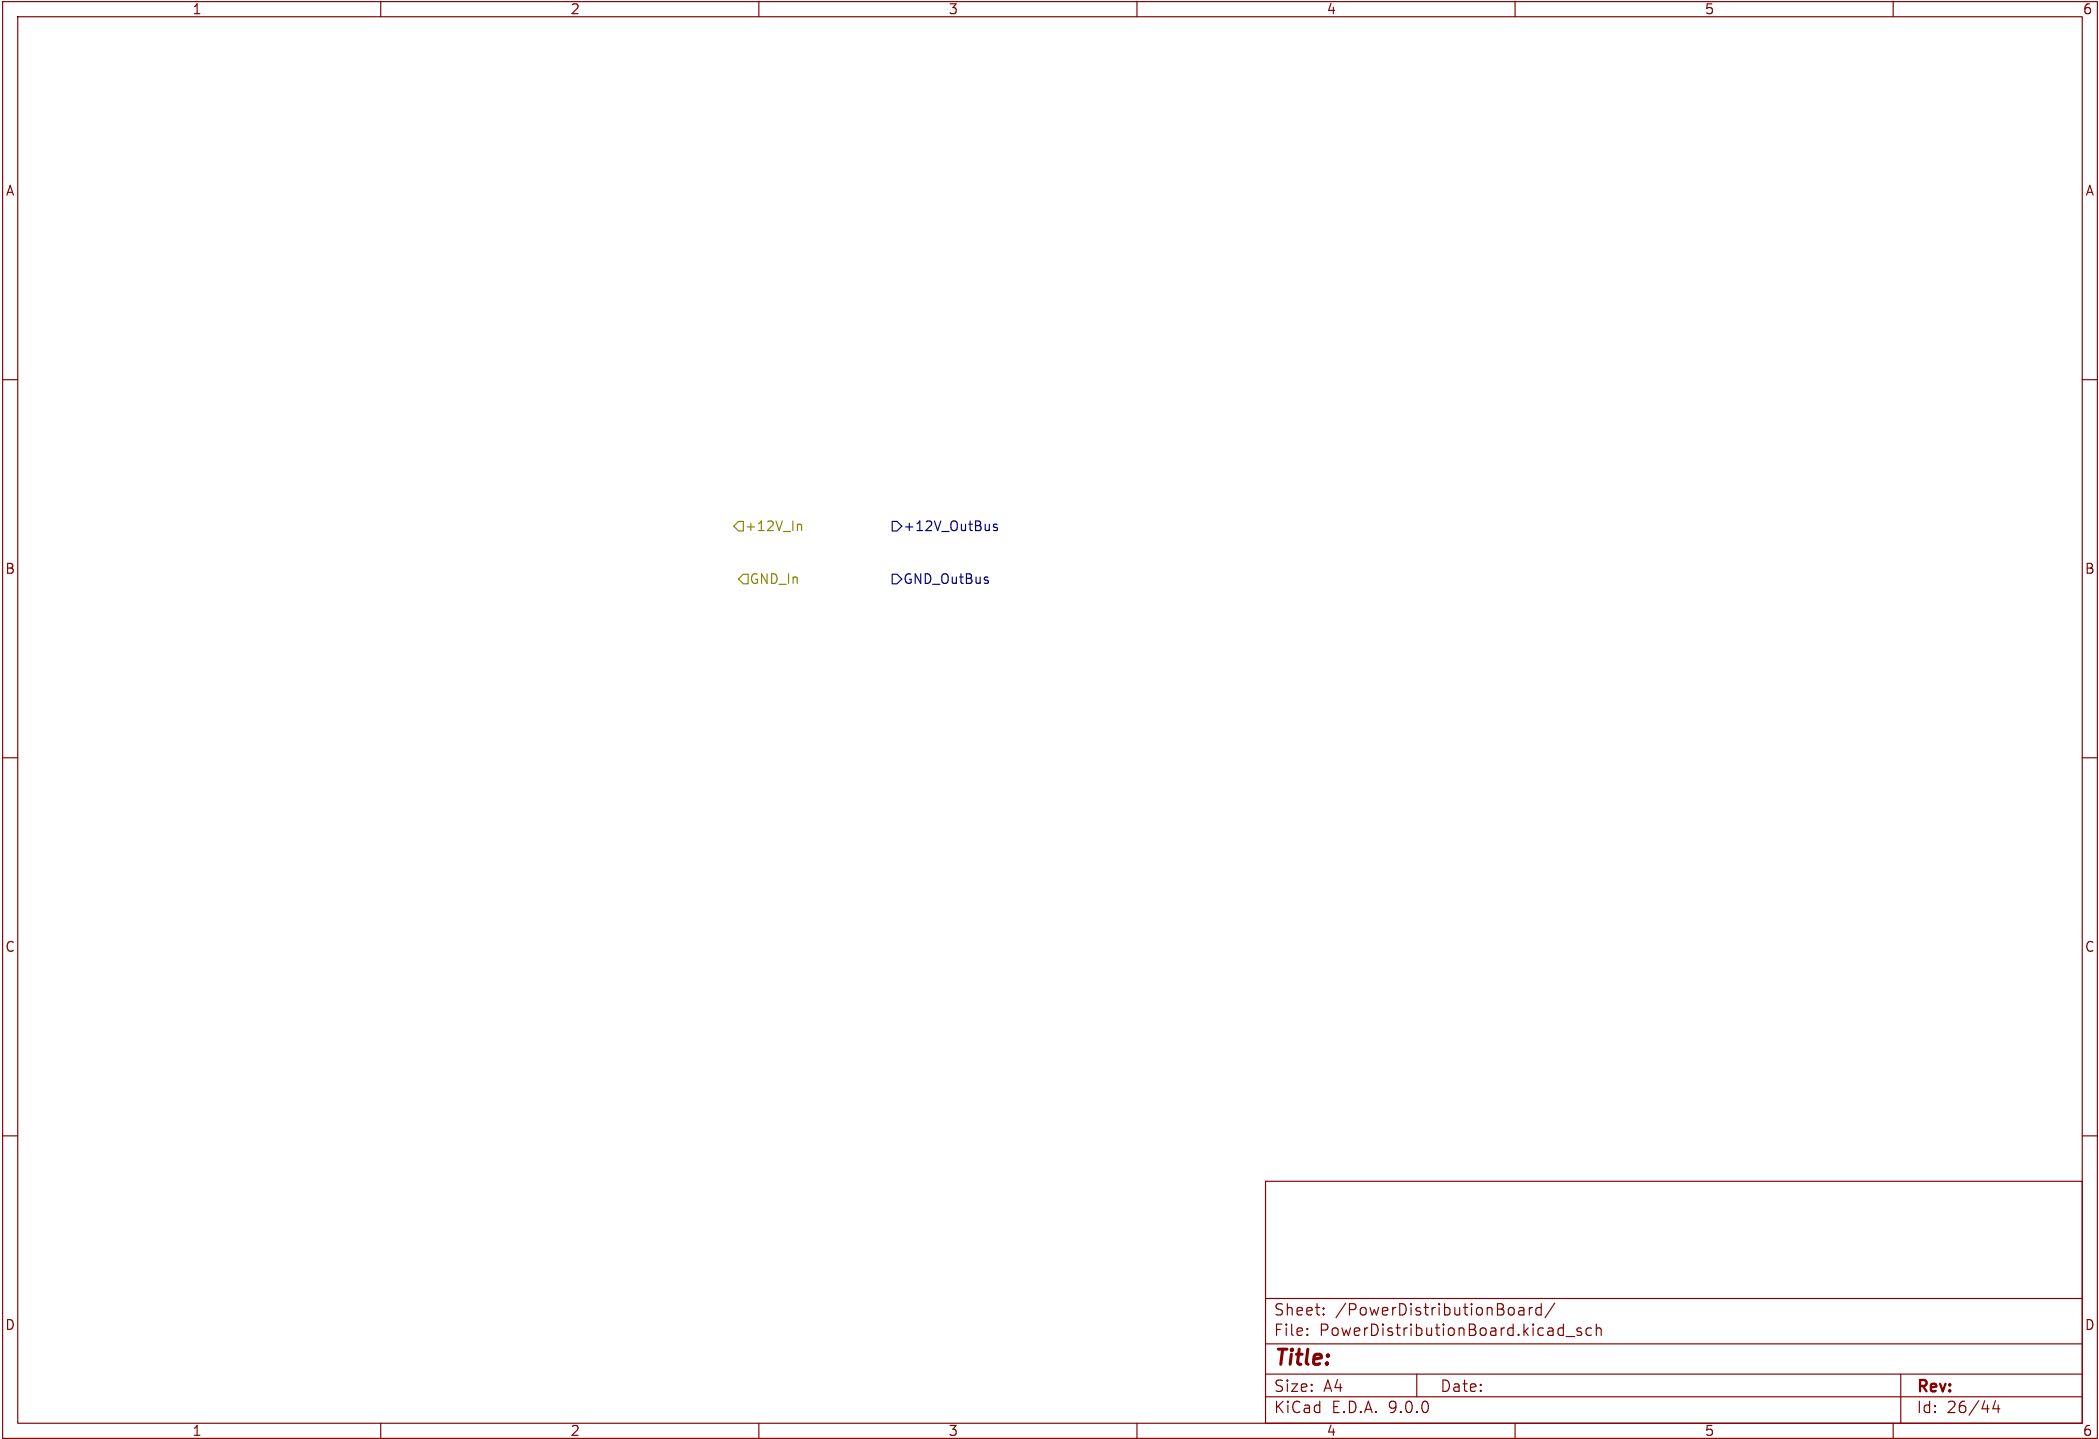 1 2 3 4 5 6
A A
+12V_In +12V_OutBus
B B
GND_In GND_OutBus
C C
Sheet: /PowerDistributionBoard/
D D
File: PowerDistributionBoard.kicad_sch
Title:
Size: A4 Date: Rev:
KiCad E.D.A. 9.0.0 Id: 26/44
1 2 3 4 5 6